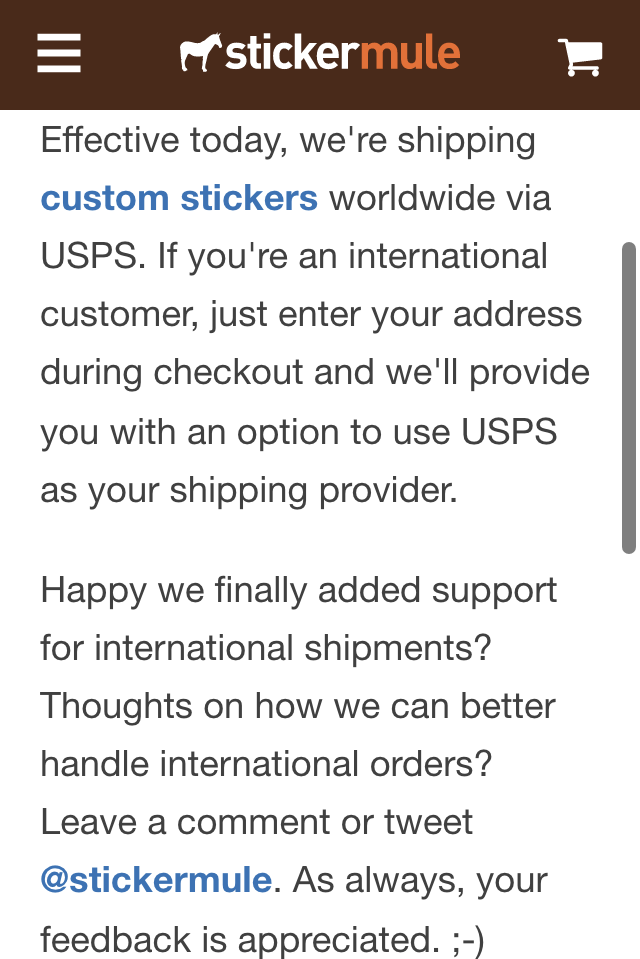 stickermule
Effective today, we're shipping
custom stickers worldwide via
USPS. If you're an international
customer, just enter your address
during checkout and we'll provide
you with an option to use USPS
as your shipping provider.
Happy we finally added support
for international shipments?
Thoughts on how we can better
handle international orders?
Leave a comment or tweet
@stickermule. As always, your
feedback is appreciated. ;-)